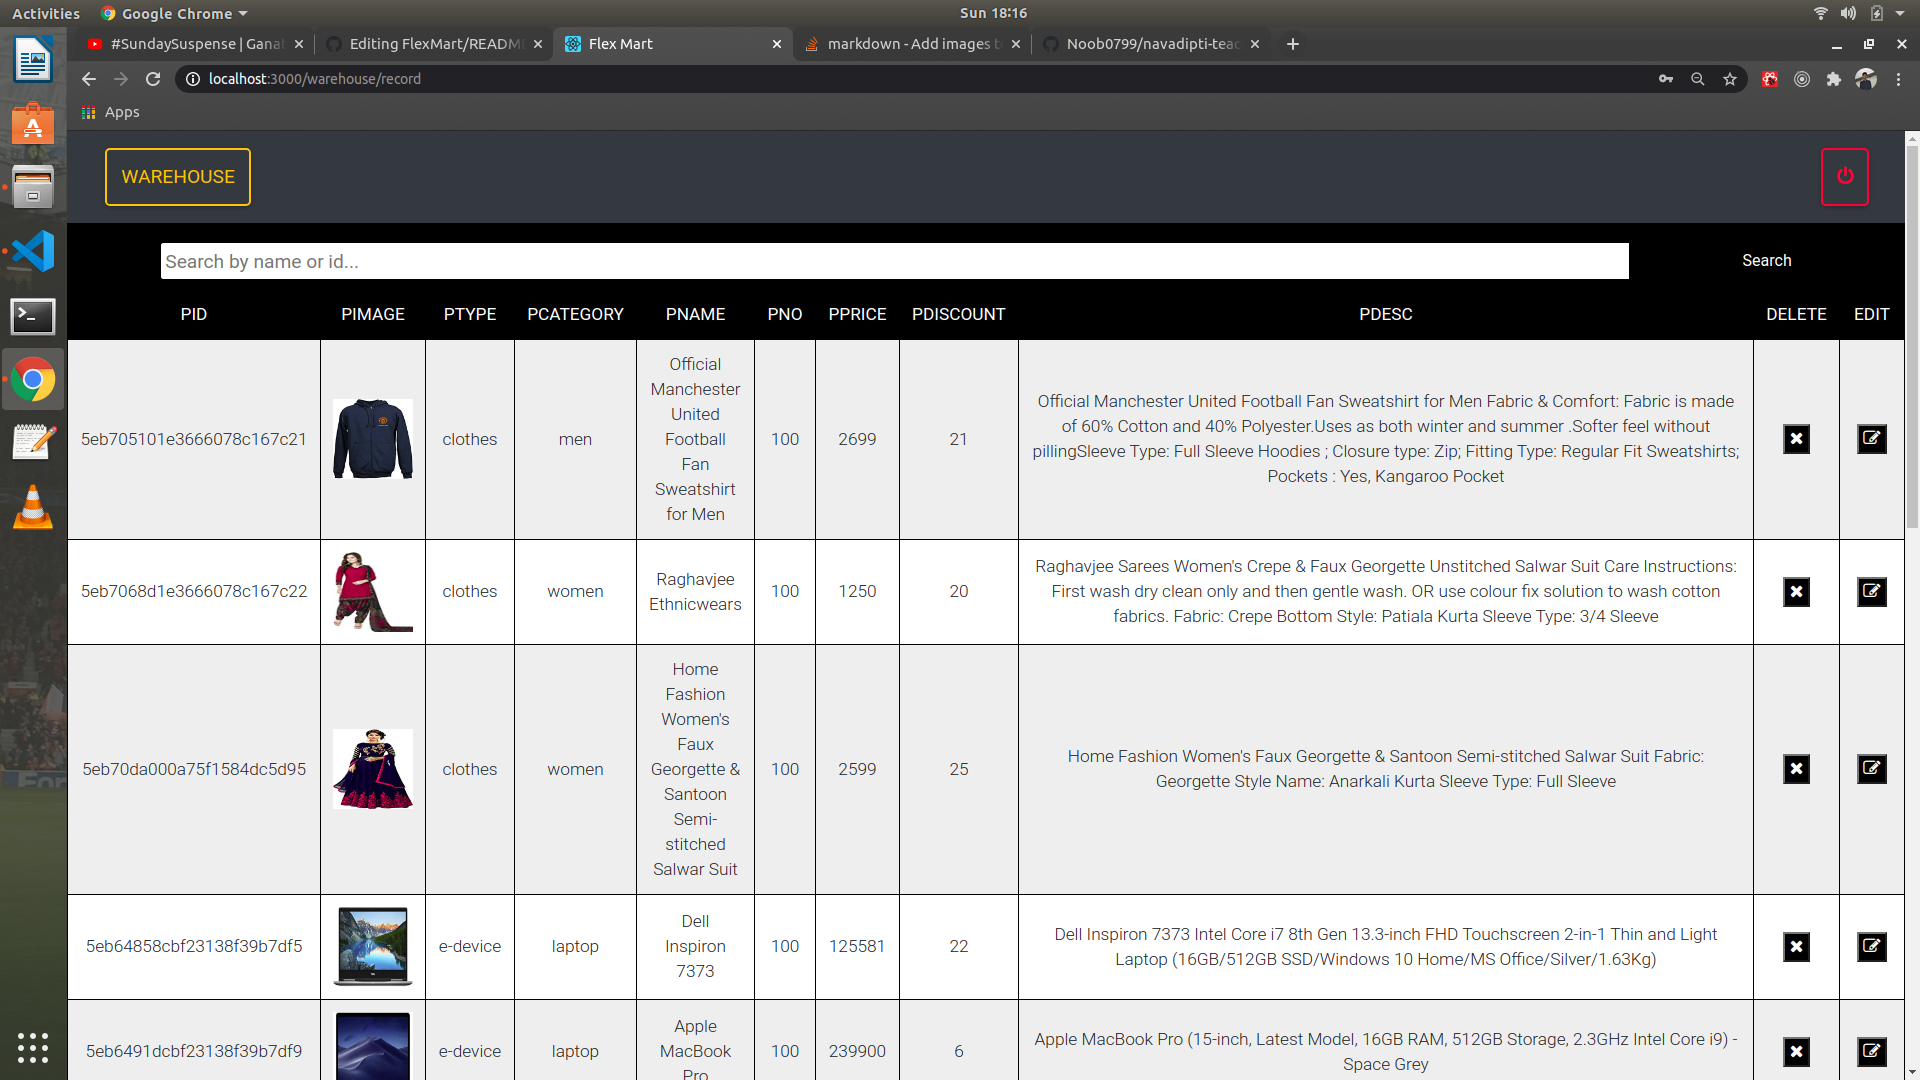 Activities Google Chrome Sun 18:16
#SundaySuspense | Ganat Editing FlexMart/READM Flex Mart markdown - Add images t Noob0799/navadipti-teac
localhost:3000/warehouse/record
Apps
WAREHOUSE
Search by name or id... Search
PID PIMAGE PTYPE PCATEGORY PNAME PNO PPRICE PDISCOUNT PDESC DELETE EDIT
Official
Manchester
United
Football
Fan
Sweatshirt
for Men
5eb705101e3666078c167c21 clothes men 100 2699 21
Official Manchester United Football Fan Sweatshirt for Men Fabric & Comfort: Fabric is made
of 60% Cotton and 40% Polyester.Uses as both winter and summer .Softer feel without
pillingSleeve Type: Full Sleeve Hoodies ; Closure type: Zip; Fitting Type: Regular Fit Sweatshirts;
Pockets : Yes, Kangaroo Pocket
5eb7068d1e3666078c167c22 clothes women
Raghavjee
Ethnicwears
100 1250 20
Raghavjee Sarees Women's Crepe & Faux Georgette Unstitched Salwar Suit Care Instructions:
First wash dry clean only and then gentle wash. OR use colour fix solution to wash cotton
fabrics. Fabric: Crepe Bottom Style: Patiala Kurta Sleeve Type: 3/4 Sleeve
5eb70da000a75f1584dc5d95 clothes women
Home
Fashion
Women's
Faux
Georgette &
Santoon
Semi-
stitched
Salwar Suit
100 2599 25
Home Fashion Women's Faux Georgette & Santoon Semi-stitched Salwar Suit Fabric:
Georgette Style Name: Anarkali Kurta Sleeve Type: Full Sleeve
5eb64858cbf23138f39b7df5 e-device laptop
Dell
Inspiron
7373
100 125581 22
Dell Inspiron 7373 Intel Core i7 8th Gen 13.3-inch FHD Touchscreen 2-in-1 Thin and Light
Laptop (16GB/512GB SSD/Windows 10 Home/MS Office/Silver/1.63Kg)
5eb6491dcbf23138f39b7df9 e-device laptop
Apple
MacBook
Pro
100 239900 6
Apple MacBook Pro (15-inch, Latest Model, 16GB RAM, 512GB Storage, 2.3GHz Intel Core i9) -
Space Grey